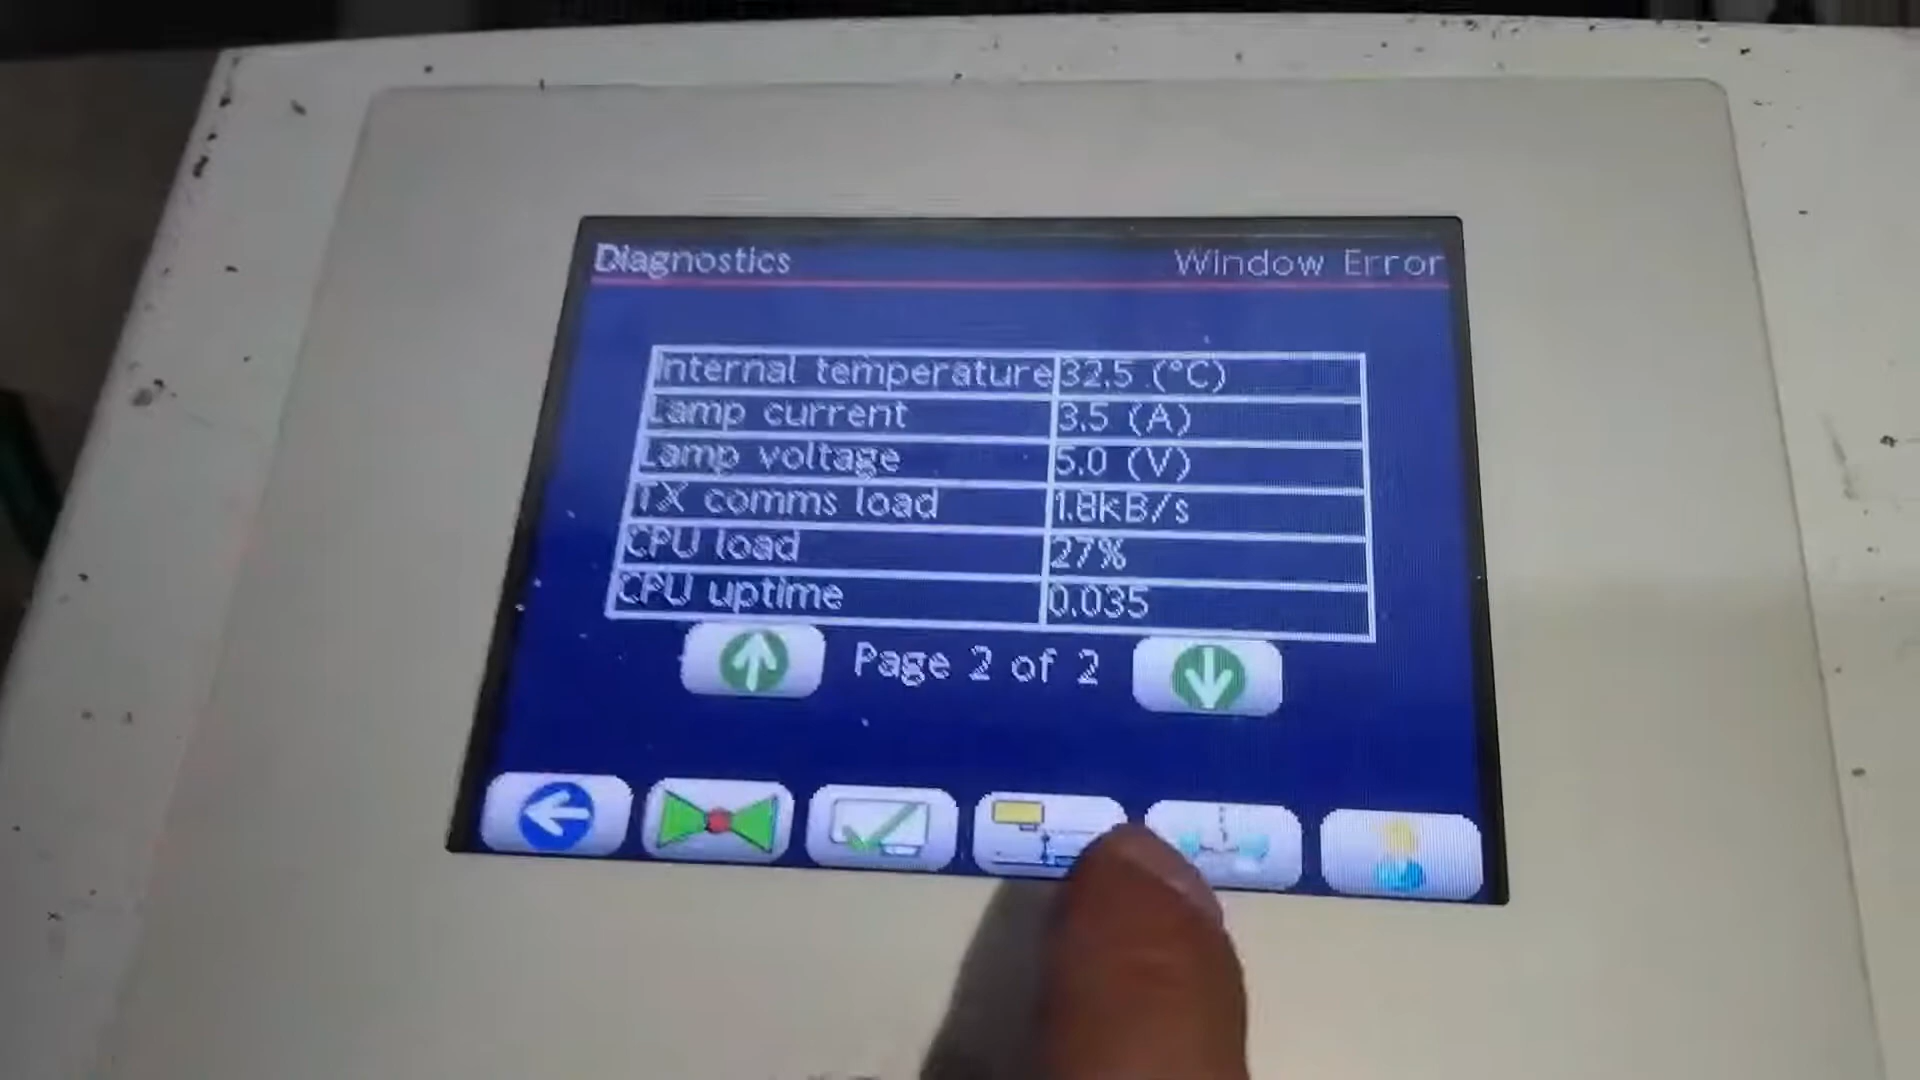 Diagnostics Window Error
Internal temperature 32.5 (°C)
Lamp current 3.5 (A)
Lamp voltage 5.0 (V)
TX comms load 1.8kB/s
CPU load 27%
CPU uptime 0.035
Page 2 of 2